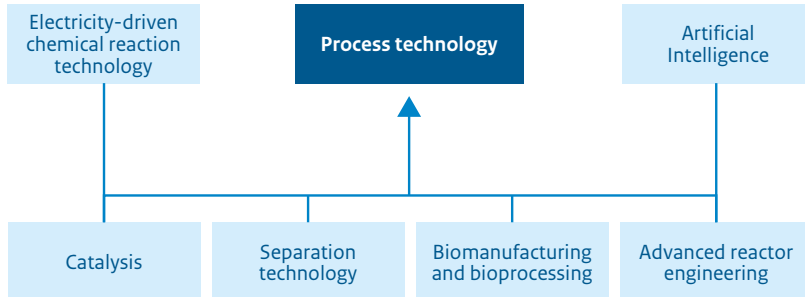 Electricity-driven
chemical reaction
technology
Process technology
Artificial
Intelligence
Catalysis
Separation
technology
Biomanufacturing
and bioprocessing
Advanced reactor
engineering